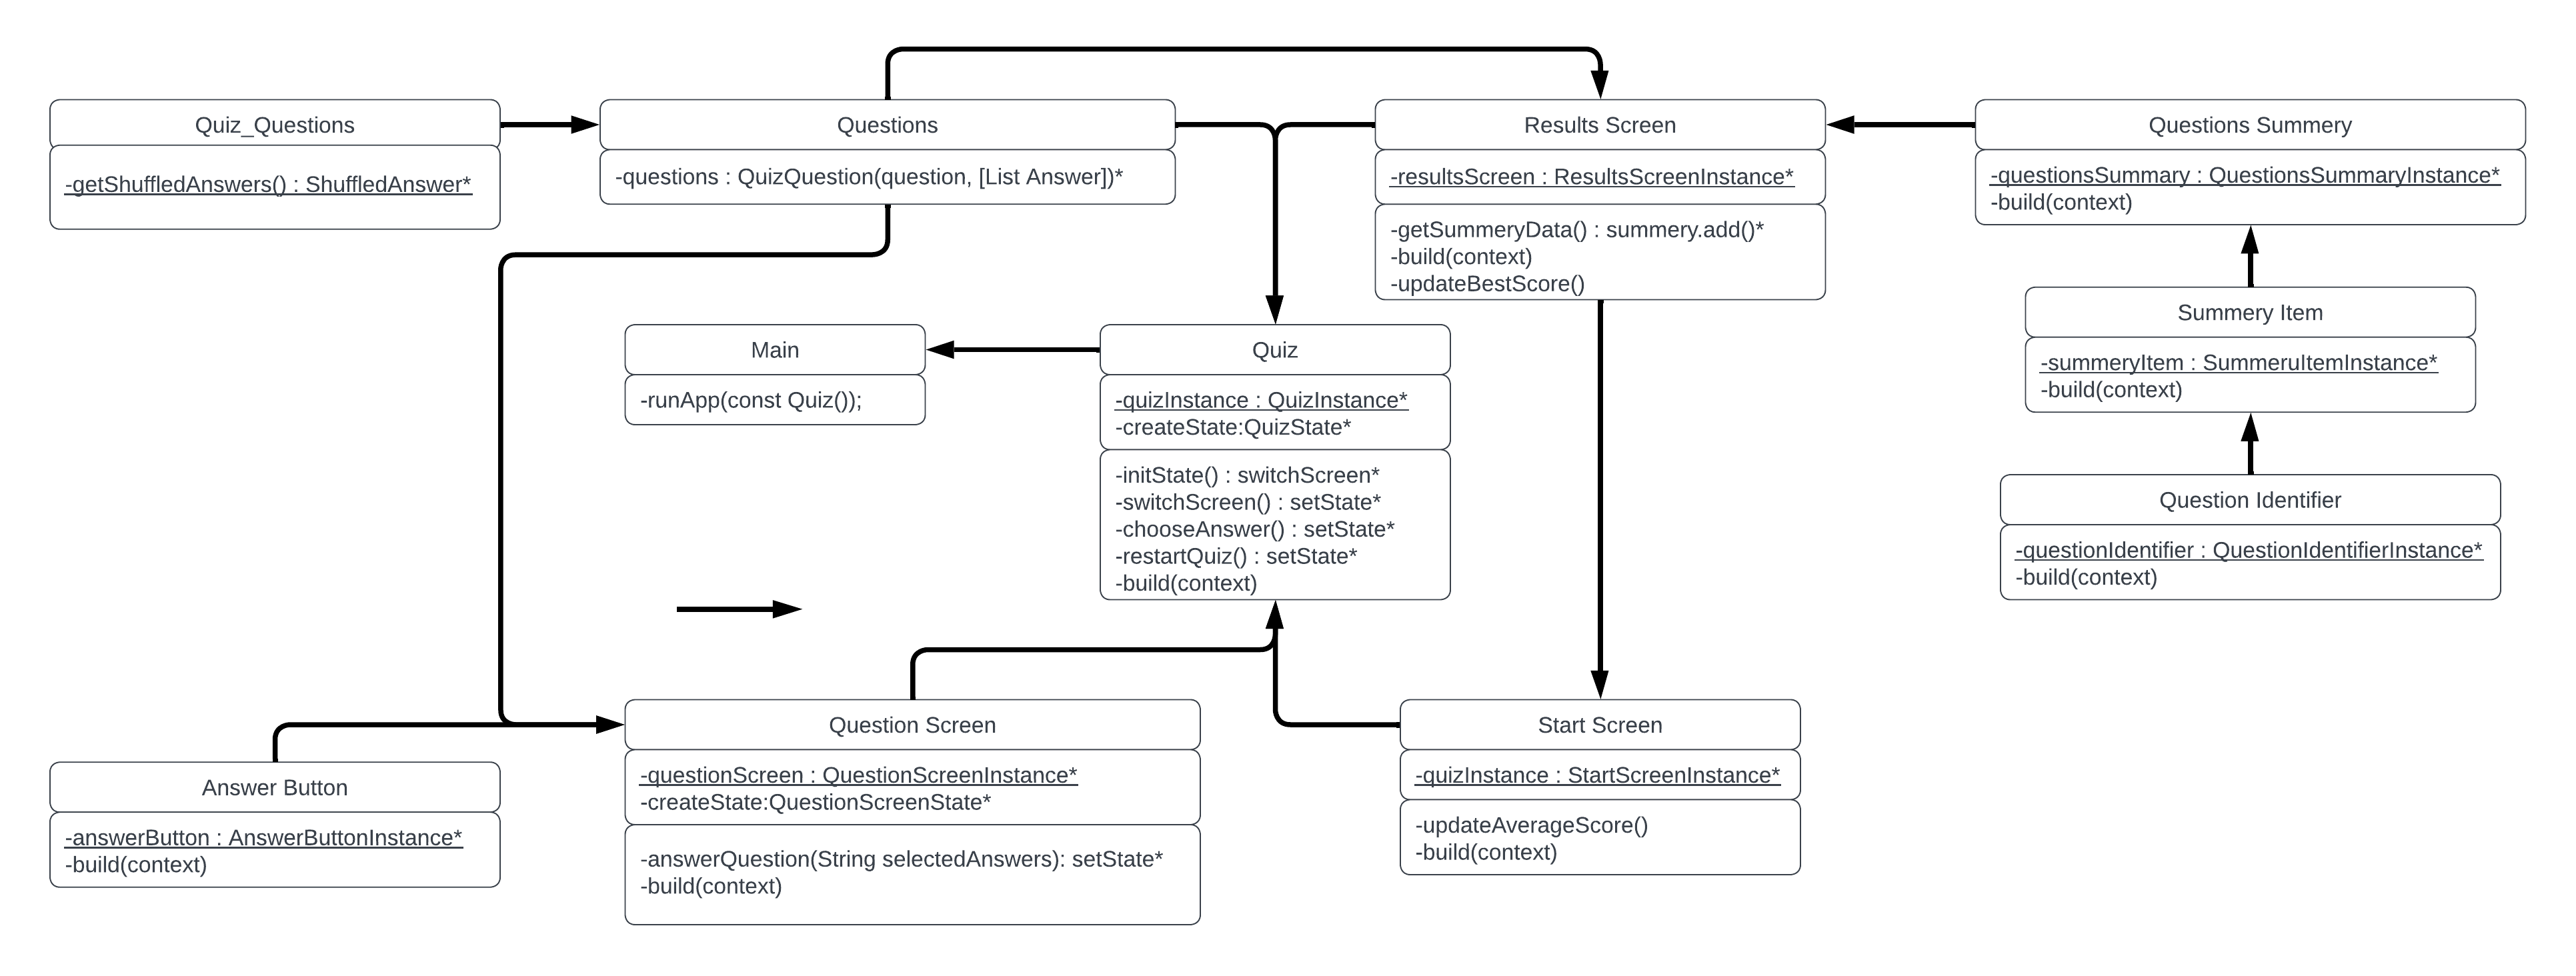 Quiz_Questions
-getShuffledAnswers() : ShuffledAnswer*
Questions
-questions : QuizQuestion(question, [List Answer])*
Results Screen
-resultsScreen : ResultsScreenInstance*
-getSummeryData() : summery.add()*
-build(context)
-updateBestScore()
Questions Summery
-questionsSummary : QuestionsSummaryInstance*
-build(context)
Summery Item
-summeryItem : SummeruItemInstance*
-build(context)
Question Identifier
-questionIdentifier : QuestionIdentifierInstance*
-build(context)
Main
-runApp(const Quiz());
Quiz
-quizInstance : QuizInstance*
-createState:QuizState*
-initState() : switchScreen*
-switchScreen() : setState*
-chooseAnswer() : setState*
-restartQuiz() : setState*
-build(context)
Answer Button
-answerButton : AnswerButtonInstance*
-build(context)
Question Screen
-questionScreen : QuestionScreenInstance*
-createState:QuestionScreenState*
-answerQuestion(String selectedAnswers): setState*
-build(context)
Start Screen
-quizInstance : StartScreenInstance*
-updateAverageScore()
-build(context)